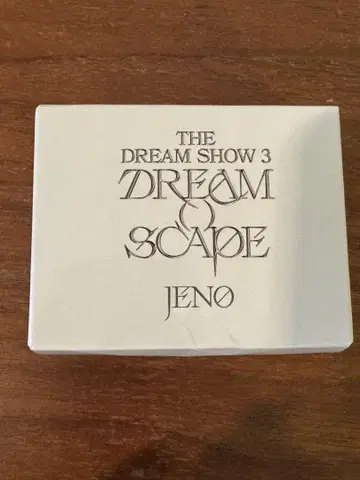 THE
DREAM SHOW 3
DREAM
( )
SCAPE
JENO